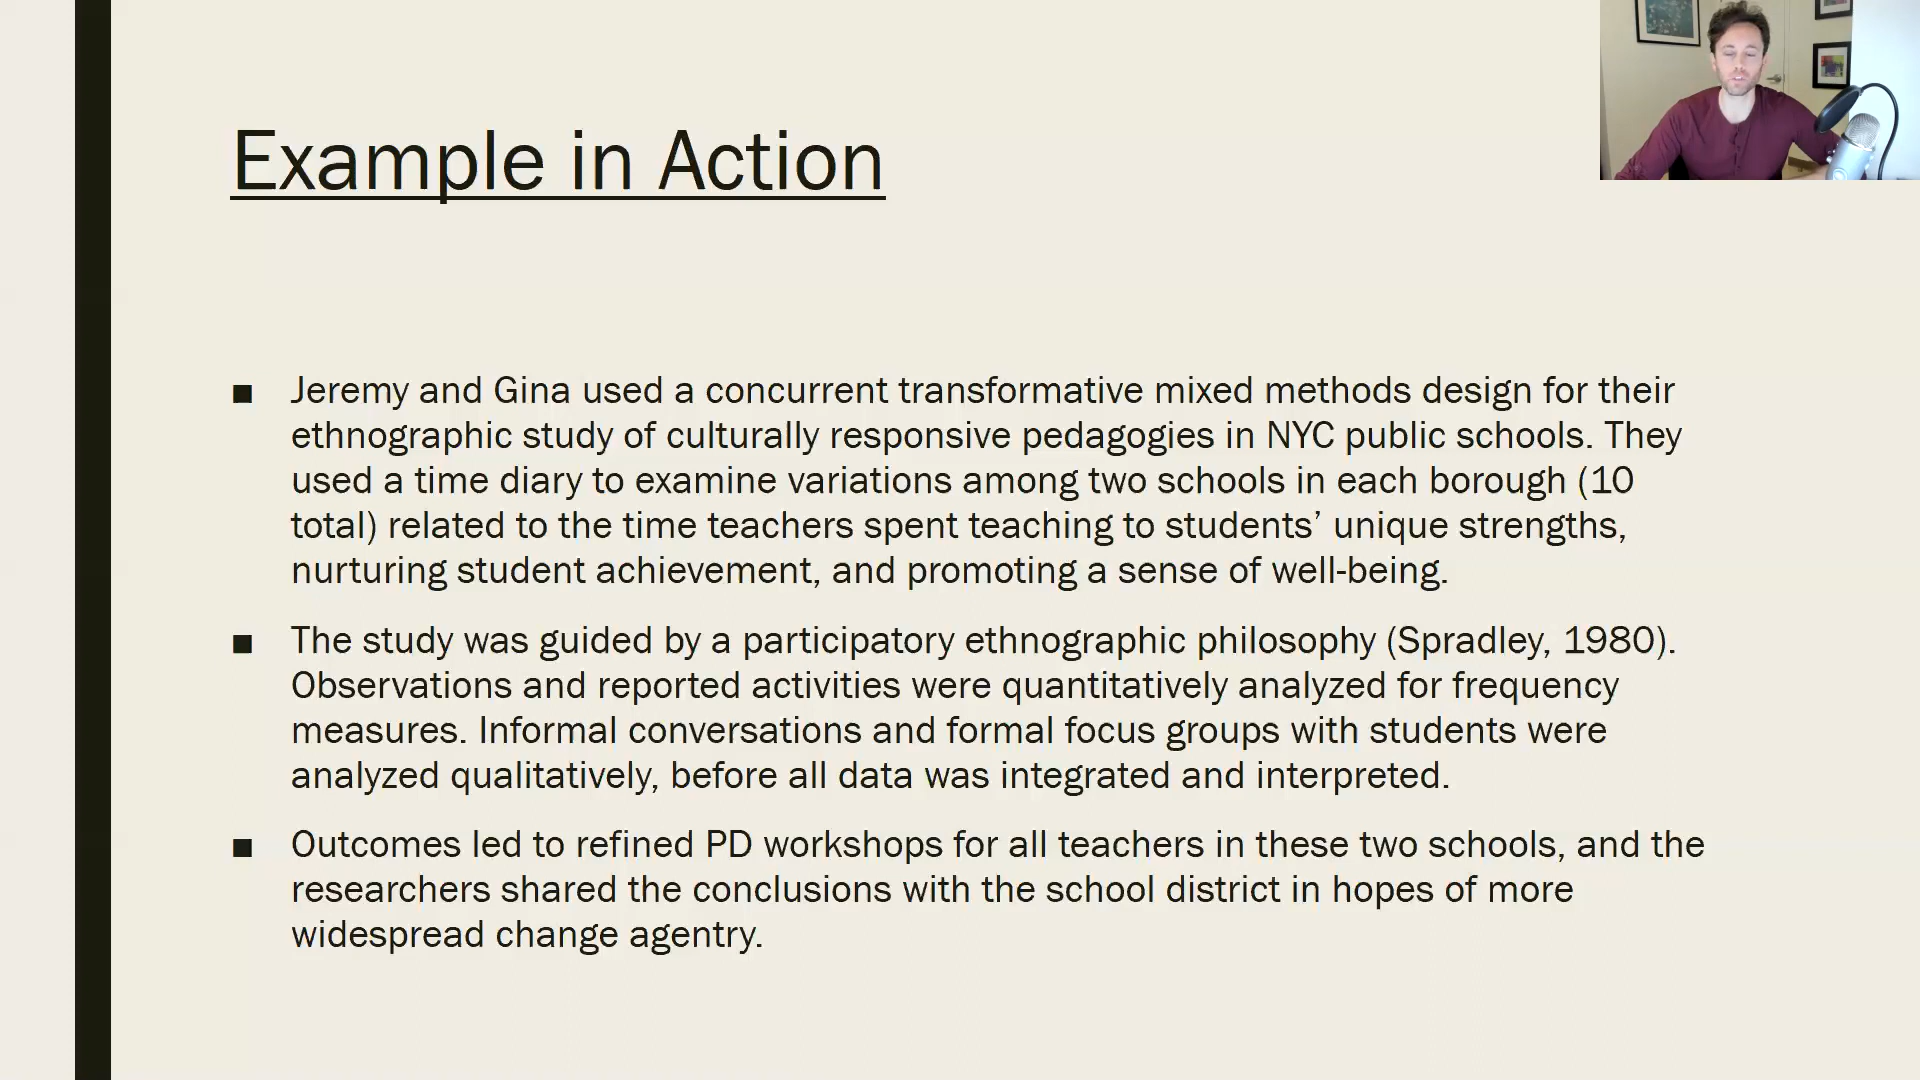 Example in Action
■ Jeremy and Gina used a concurrent transformative mixed methods design for their
ethnographic study of culturally responsive pedagogies in NYC public schools. They
used a time diary to examine variations among two schools in each borough (10
total) related to the time teachers spent teaching to students’ unique strengths,
nurturing student achievement, and promoting a sense of well-being.
■ The study was guided by a participatory ethnographic philosophy (Spradley, 1980).
Observations and reported activities were quantitatively analyzed for frequency
measures. Informal conversations and formal focus groups with students were
analyzed qualitatively, before all data was integrated and interpreted.
■ Outcomes led to refined PD workshops for all teachers in these two schools, and the
researchers shared the conclusions with the school district in hopes of more
widespread change agentry.